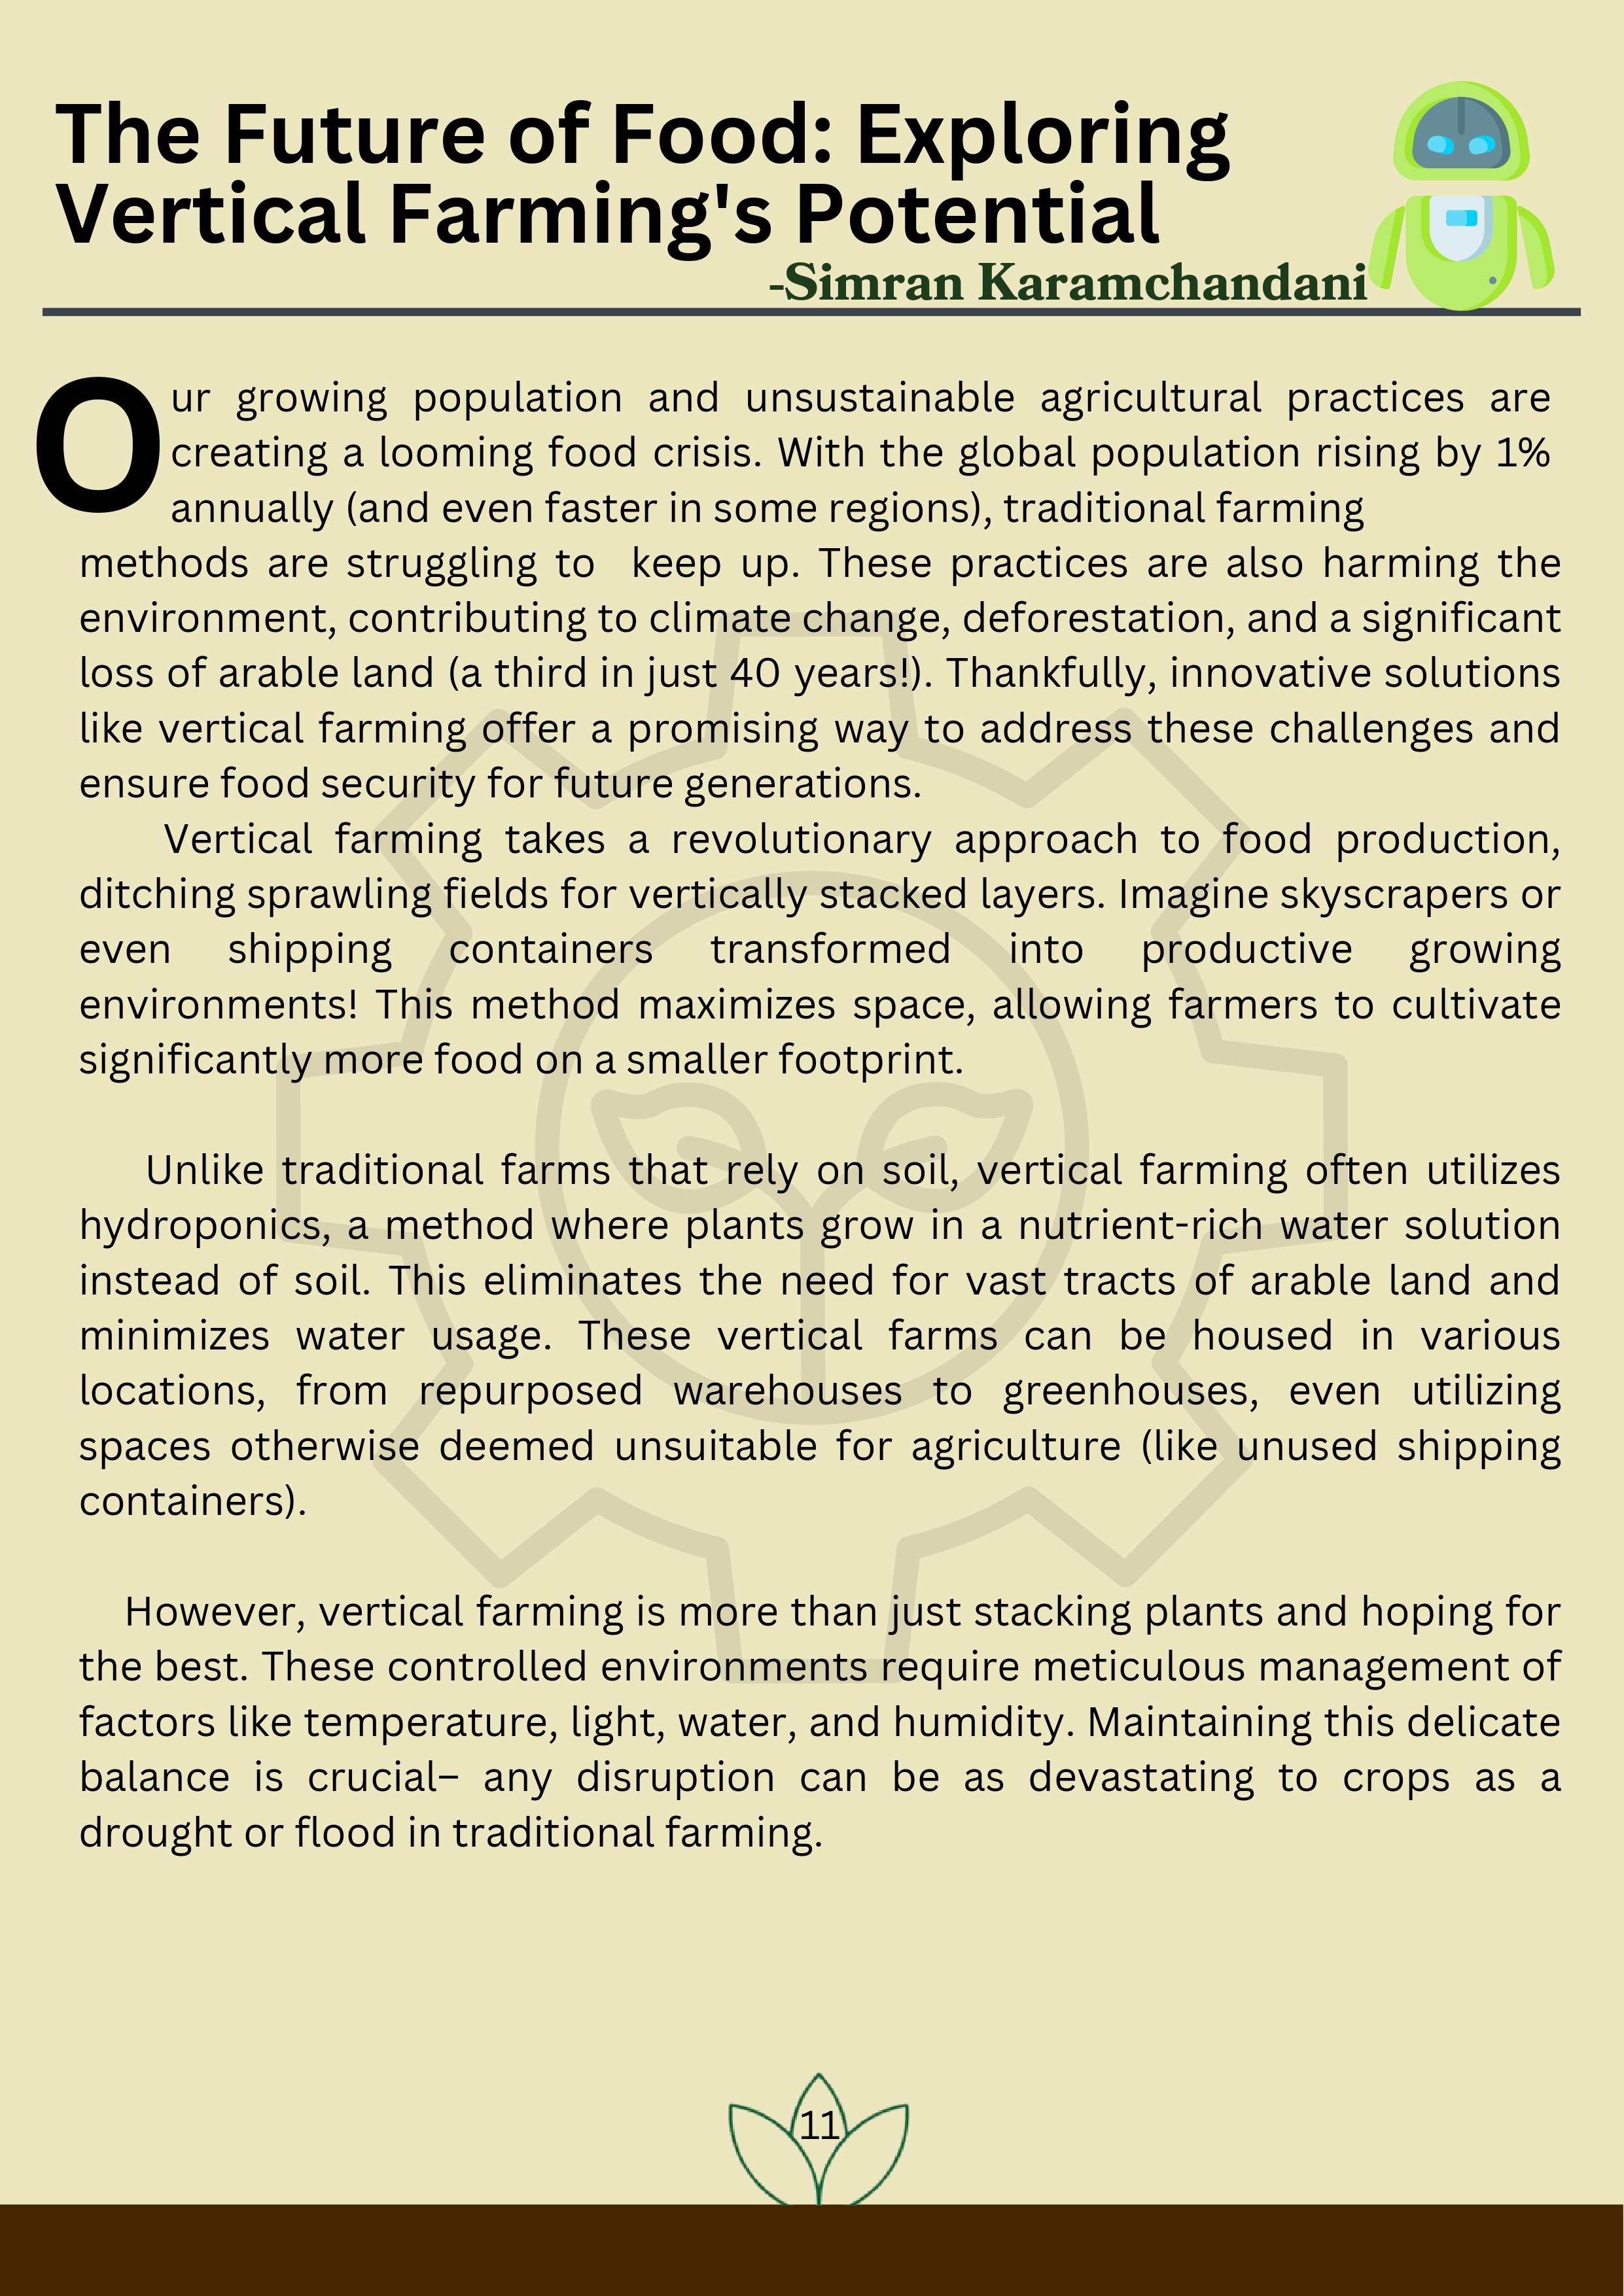 The Future of Food: Exploring
Vertical Farming's Potential
-Simran Karamchandani
Our growing population and unsustainable agricultural practices are
creating a looming food crisis. With the global population rising by 1%
annually (and even faster in some regions), traditional farming
methods are struggling to keep up. These practices are also harming the
environment, contributing to climate change, deforestation, and a significant
loss of arable land (a third in just 40 years!). Thankfully, innovative solutions
like vertical farming offer a promising way to address these challenges and
ensure food security for future generations.
Vertical farming takes a revolutionary approach to food production,
ditching sprawling fields for vertically stacked layers. Imagine skyscrapers or
even shipping containers transformed into productive growing
environments! This method maximizes space, allowing farmers to cultivate
significantly more food on a smaller footprint.
Unlike traditional farms that rely on soil, vertical farming often utilizes
hydroponics, a method where plants grow in a nutrient-rich water solution
instead of soil. This eliminates the need for vast tracts of arable land and
minimizes water usage. These vertical farms can be housed in various
locations, from repurposed warehouses to greenhouses, even utilizing
spaces otherwise deemed unsuitable for agriculture (like unused shipping
containers).
However, vertical farming is more than just stacking plants and hoping for
the best. These controlled environments require meticulous management of
factors like temperature, light, water, and humidity. Maintaining this delicate
balance is crucial– any disruption can be as devastating to crops as a
drought or flood in traditional farming.
11